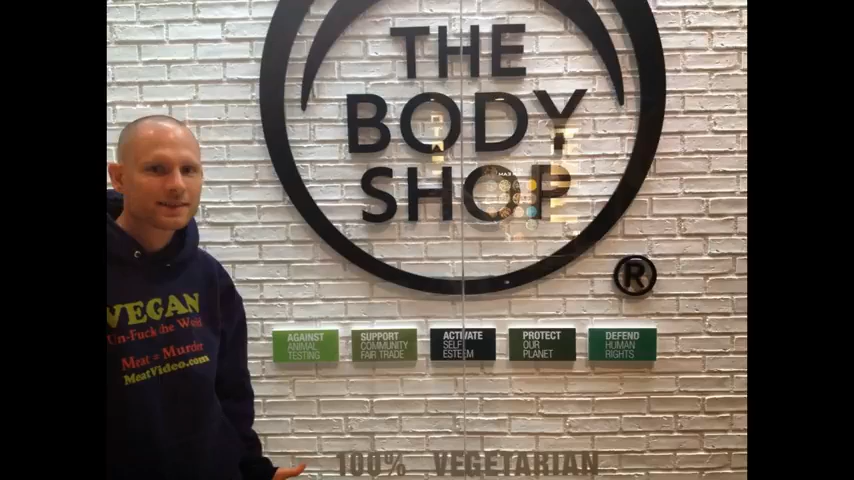 THE
BODY
SHOP
®
AGAINST
ANIMAL
TESTING
SUPPORT
COMMUNITY
FAIR TRADE
ACTIVATE
SELF
ESTEEM
PROTECT
OUR
PLANET
DEFEND
HUMAN
RIGHTS
100% VEGETARIAN
VEGAN
Un-Fuck the World
Meat = Murder
MeatVideo.com